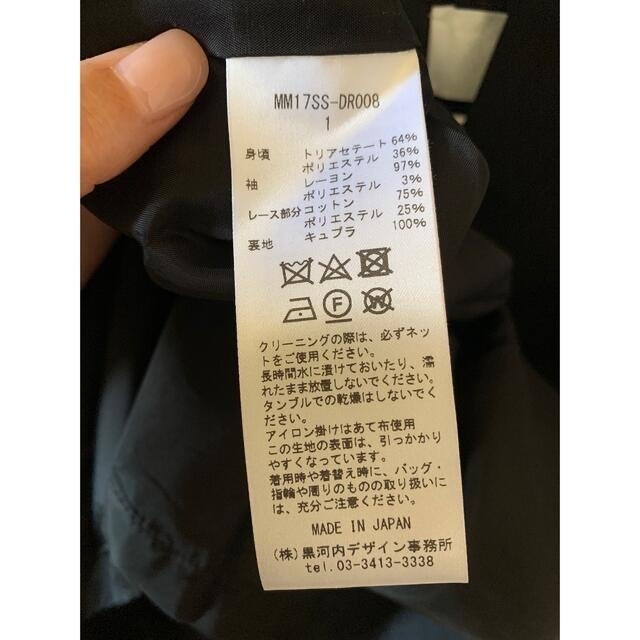 MM17SS-DR008
1
身頃 トリアセテート 64%
ポリエステル 36%
袖 レーヨン 97%
ポリエステル 3%
レース部分 コットン 75%
ポリエステル 25%
裏地 キュプラ 100%
F
W
クリーニングの際は、必ずネッ
トをご使用ください。
長時間水に漬けておいたり、濡
れたまま放置しないでください。
タンブルでの乾燥はしないでく
ださい。
アイロン掛けはあて布使用
この生地の表面は、引っかかり
やすくなっています。
着用時や着替え時に、バッグ・
指輪や周りのものの取り扱いに
は、充分ご注意ください。
MADE IN JAPAN
(株)黒河内デザイン事務所
tel.03-3413-3338